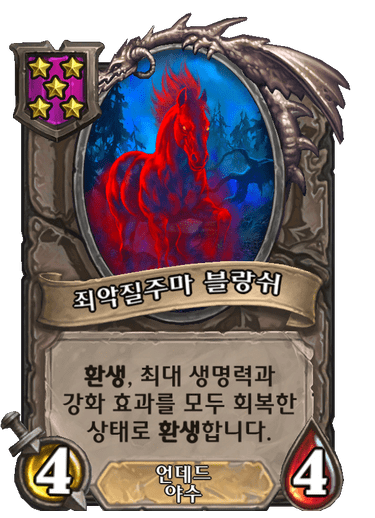 죄악질주마 블랑쉬
환생, 최대 생명력과
강화 효과를 모두 회복한
상태로 환생합니다.
4
언데드
야수
4